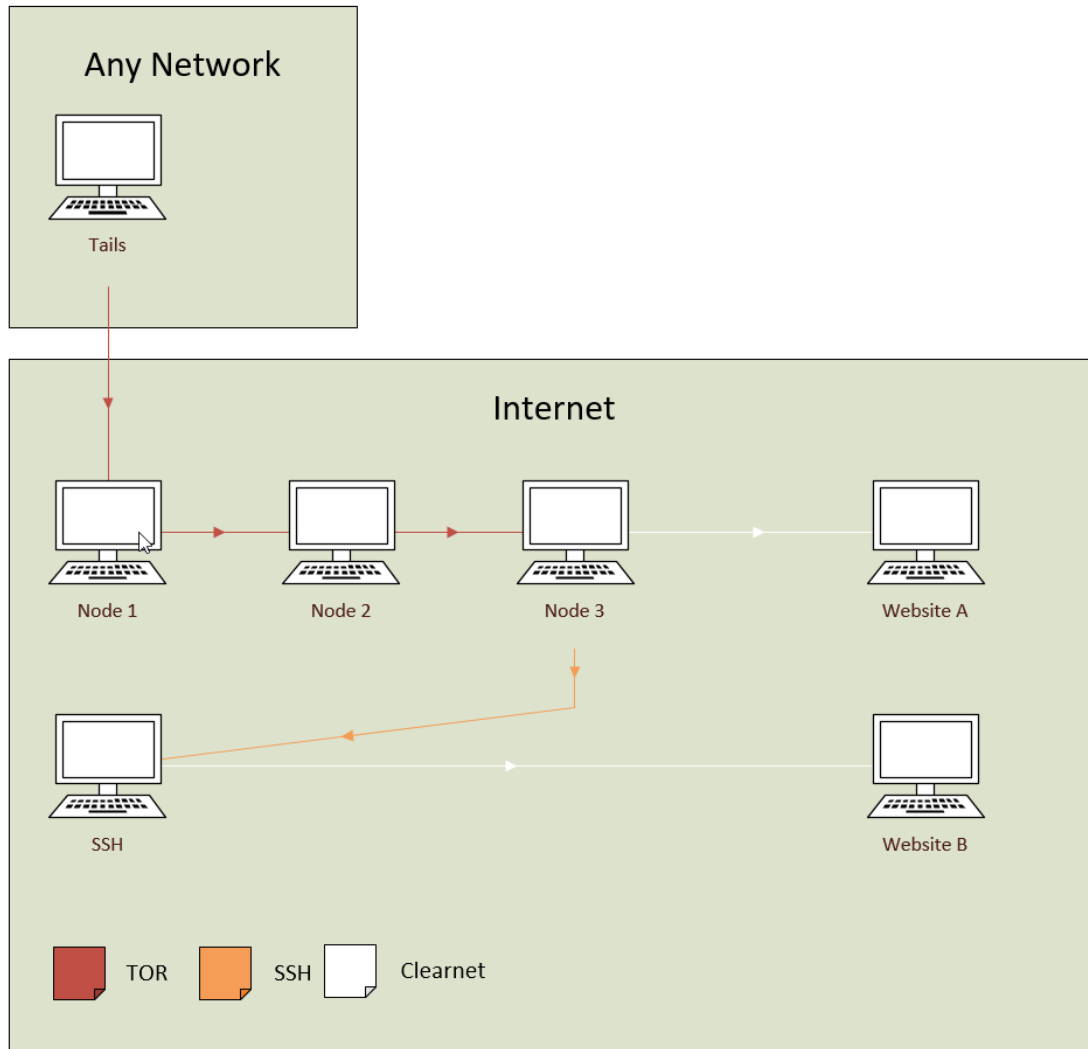 Any Network
Tails
Internet
Node 1
Node 2
Node 3
Website A
SSH
Website B
TOR
SSH
Clearnet